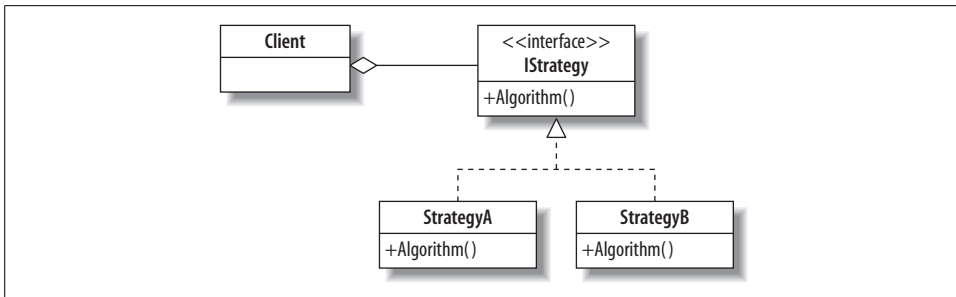 Client
<<interface>>
IStrategy
+Algorithm()
StrategyA
+Algorithm()
StrategyB
+Algorithm()